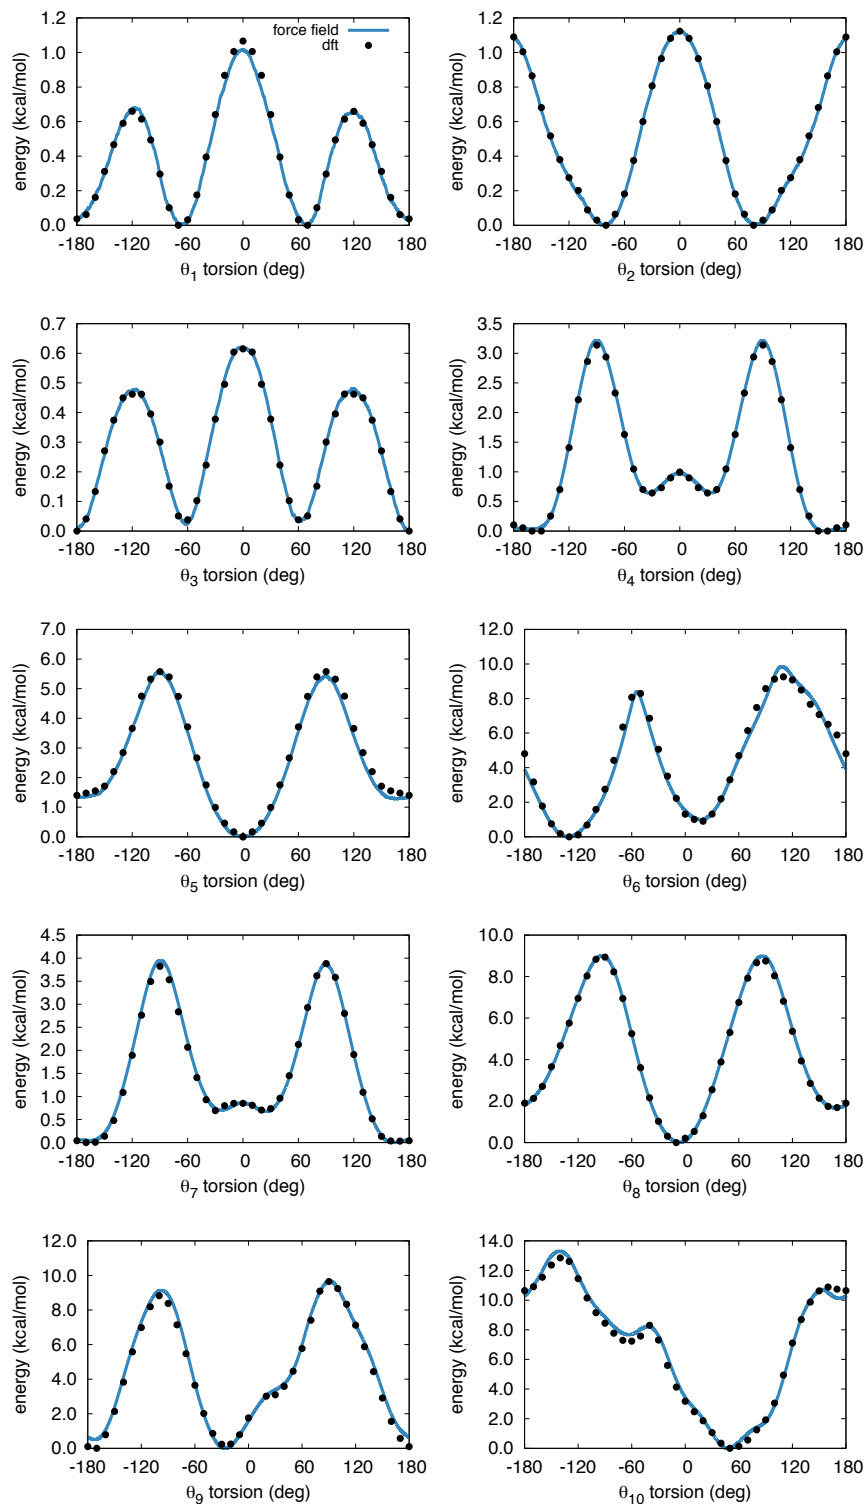 1.2
1.0
0.8
0.6
0.4
0.2
0.0
energy (kcal/mol)
force field
dft
-180 -120 -60 0 60 120 180
θ1 torsion (deg)
1.2
1.0
0.8
0.6
0.4
0.2
0.0
energy (kcal/mol)
-180 -120 -60 0 60 120 180
θ2 torsion (deg)
0.7
0.6
0.5
0.4
0.3
0.2
0.1
0.0
energy (kcal/mol)
-180 -120 -60 0 60 120 180
θ3 torsion (deg)
3.5
3.0
2.5
2.0
1.5
1.0
0.5
0.0
energy (kcal/mol)
-180 -120 -60 0 60 120 180
θ4 torsion (deg)
7.0
6.0
5.0
4.0
3.0
2.0
1.0
0.0
energy (kcal/mol)
-180 -120 -60 0 60 120 180
θ5 torsion (deg)
12.0
10.0
8.0
6.0
4.0
2.0
0.0
energy (kcal/mol)
-180 -120 -60 0 60 120 180
θ6 torsion (deg)
4.5
4.0
3.5
3.0
2.5
2.0
1.5
1.0
0.5
0.0
energy (kcal/mol)
-180 -120 -60 0 60 120 180
θ7 torsion (deg)
10.0
8.0
6.0
4.0
2.0
0.0
energy (kcal/mol)
-180 -120 -60 0 60 120 180
θ8 torsion (deg)
12.0
10.0
8.0
6.0
4.0
2.0
0.0
energy (kcal/mol)
-180 -120 -60 0 60 120 180
θ9 torsion (deg)
14.0
12.0
10.0
8.0
6.0
4.0
2.0
0.0
energy (kcal/mol)
-180 -120 -60 0 60 120 180
θ10 torsion (deg)